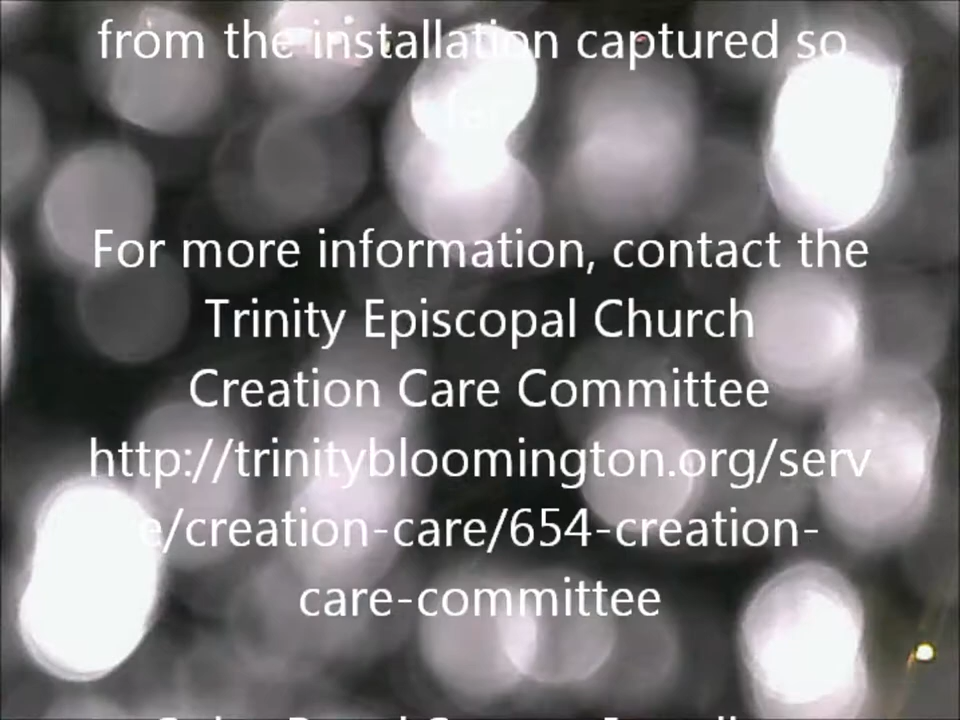 from the installation captured so
far
For more information, contact the
Trinity Episcopal Church
Creation Care Committee
http://trinitybloomington.org/serv
e/creation-care/654-creation-
care-committee